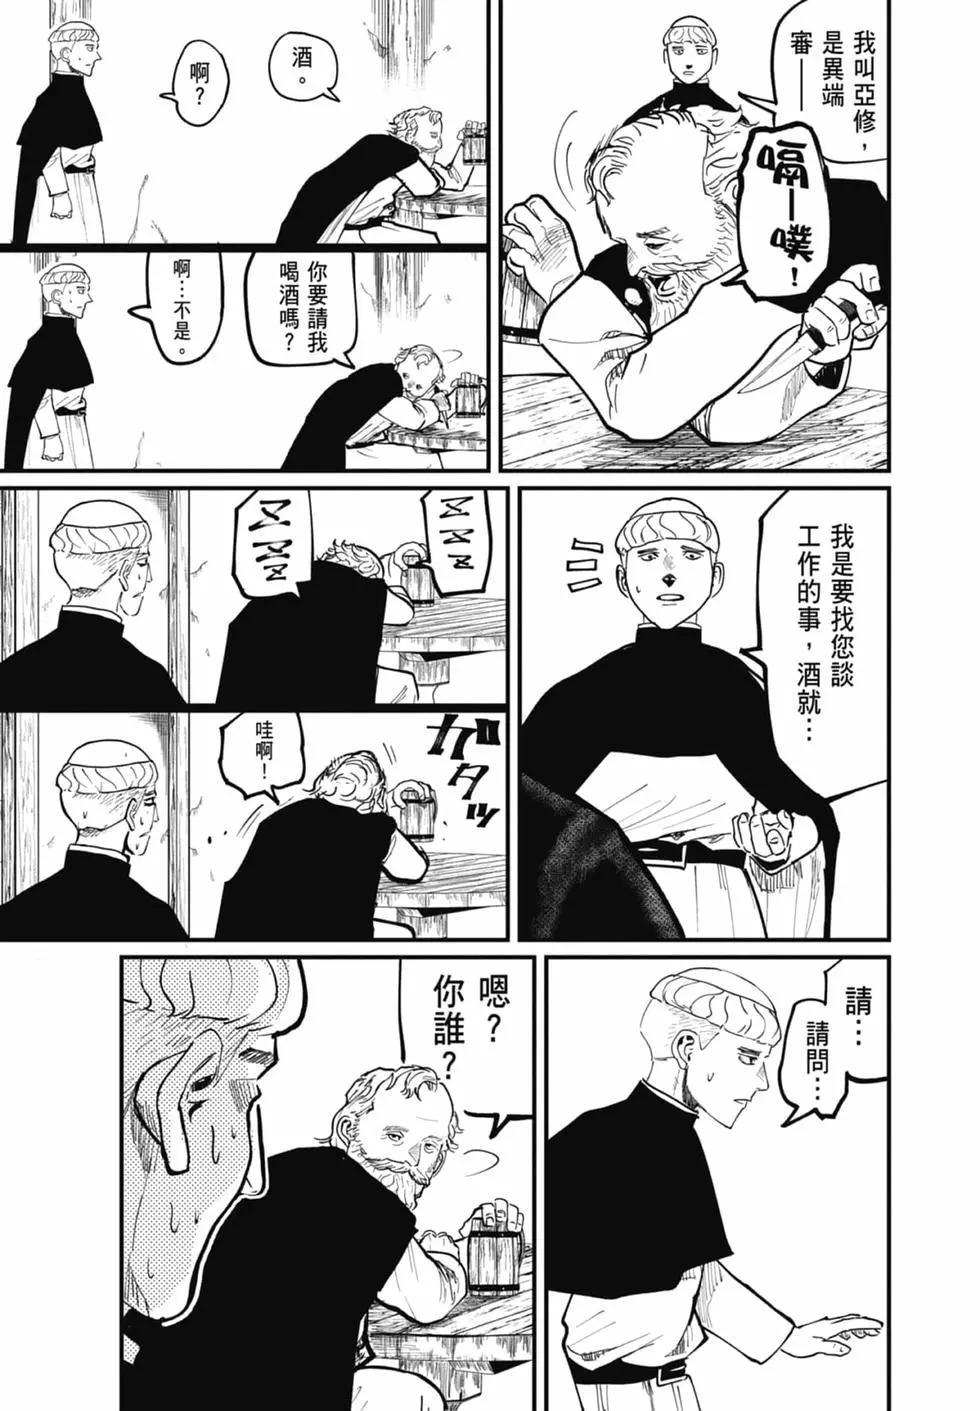 我叫亞修，
是異端
審——
嗝—噗！
酒。
啊？
你要請我
喝酒嗎？
啊…不是。
我是要找您談
工作的事，酒就…
ZZZ
ZZZ
ガタッ
哇啊！
請…
請問…
嗯？
你誰？